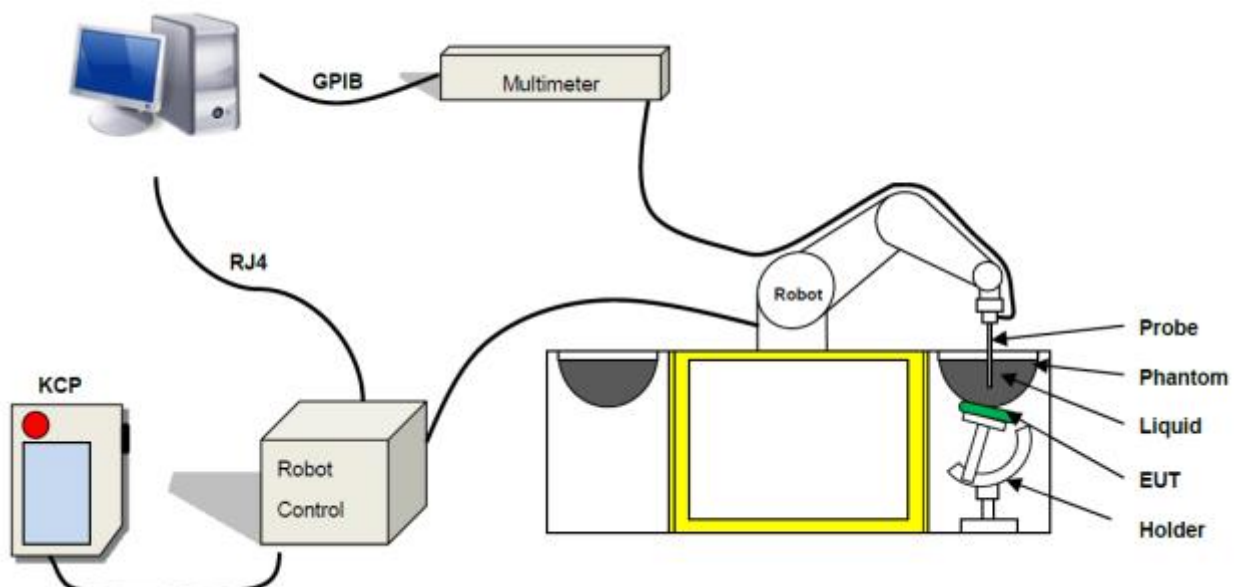 GPIB
Multimeter
RJ4
Robot
Probe
Phantom
KCP
Liquid
Robot
Control
EUT
Holder